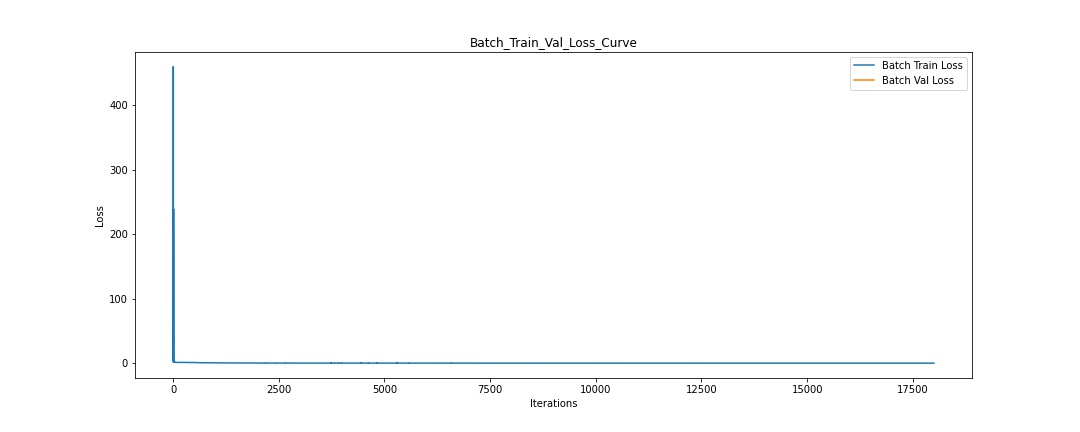 Batch_Train_Val_Loss_Curve
Batch Train Loss
Batch Val Loss
400
300
200
100
0
Loss
0 2500 5000 7500 10000 12500 15000 17500
Iterations